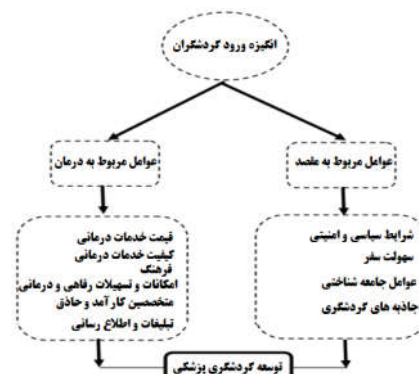 انگیزه ورود گردشگران
عوامل مربوط به مقصد
عوامل مربوط به درمان
شرایط سیاسی و امنیتی
سهولت سفر
عوامل جامعه شناختی
جاذبه های گردشگری
قیمت خدمات درمانی
کیفیت خدمات درمانی
فرهنگ
امکانات و تسهیلات رفاهی و درمانی
متخصصین کارآمد و حاذق
تبلیغات و اطلاع رسانی
توسعه گردشگری پزشکی